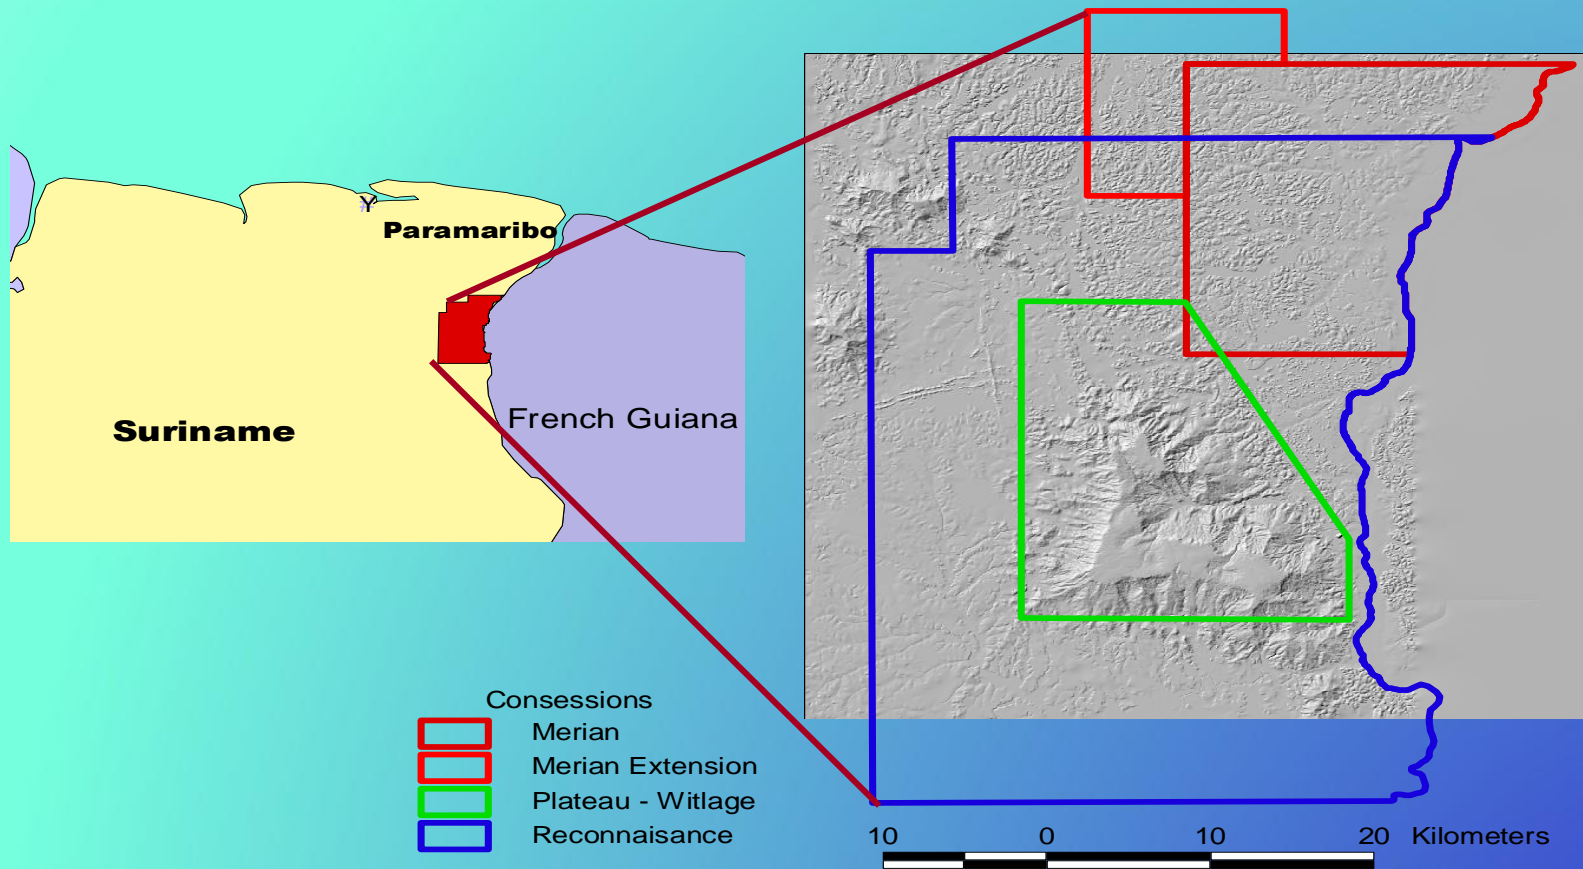 Y
#
Paramaribo
Suriname
French Guiana
Consessions
Merian
Merian Extension
Plateau - Witlage
Reconnaisance
10 0 10 20 Kilometers